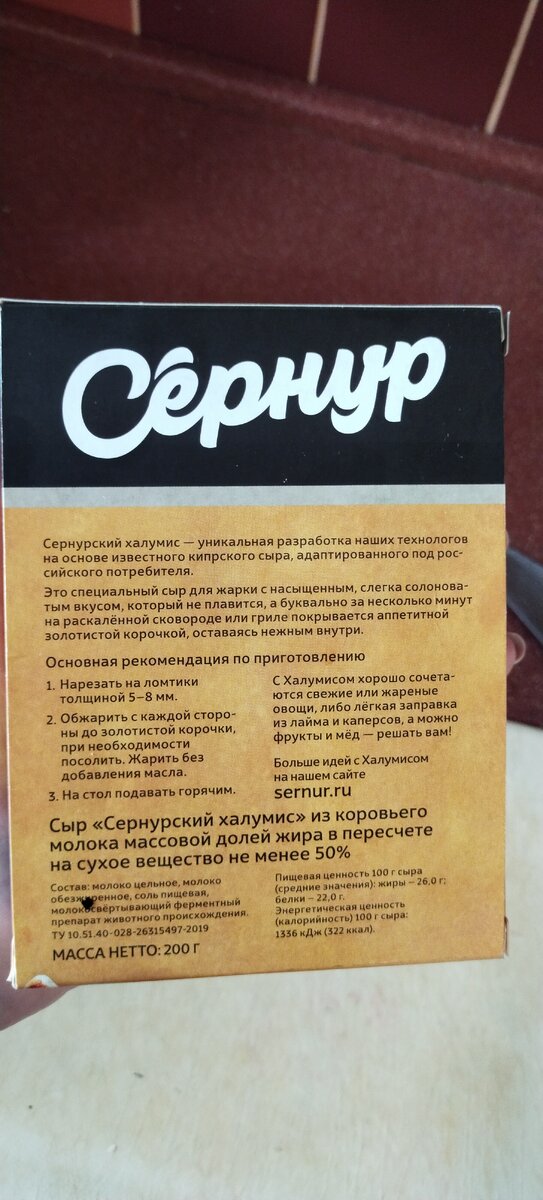 Сернур
Сернурский халумис — уникальная разработка наших технологов
на основе известного кипрского сыра, адаптированного под рос-
сийского потребителя.
Это специальный сыр для жарки с насыщенным, слегка солонова-
тым вкусом, который не плавится, а буквально за несколько минут
на раскалённой сковороде или гриле покрывается аппетитной
золотистой корочкой, оставаясь нежным внутри.
Основная рекомендация по приготовлению
1. Нарезать на ломтики
толщиной 5–8 мм.
2. Обжарить с каждой сторо-
ны до золотистой корочки,
при необходимости
посолить. Жарить без
добавления масла.
3. На стол подавать горячим.
С Халумисом хорошо сочета-
ются свежие или жареные
овощи, либо лёгкая заправка
из лайма и каперсов, а можно
фрукты и мёд — решать вам!
Больше идей с Халумисом
на нашем сайте
sernur.ru
Сыр «Сернурский халумис» из коровьего
молока массовой долей жира в пересчете
на сухое вещество не менее 50%
Состав: молоко цельное, молоко
обезжиренное, соль пищевая,
молокосвёртывающий ферментный
препарат животного происхождения.
ТУ 10.51.40-028-26315497-2019
МАССА НЕТТО: 200 Г
Пищевая ценность 100 г сыра
(средние значения): жиры – 26,0 г;
белки – 22,0 г.
Энергетическая ценность
(калорийность) 100 г сыра:
1336 кДж (322 ккал).